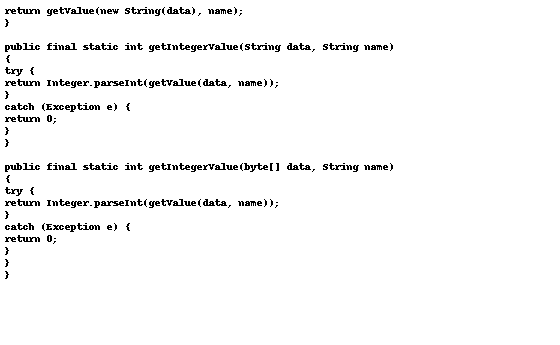 return getValue(new String(data), name);
}
public final static int getIntegerValue(String data, String name)
{
try {
return Integer.parseInt(getValue(data, name));
}
catch (Exception e) {
return 0;
}
}
public final static int getIntegerValue(byte[] data, String name)
{
try {
return Integer.parseInt(getValue(data, name));
}
catch (Exception e) {
return 0;
}
}
}